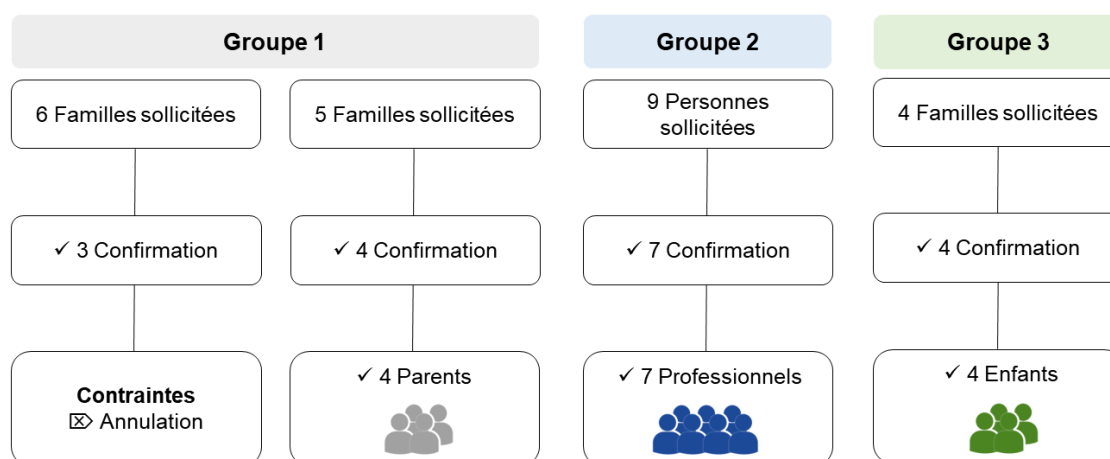 Groupe 1
Groupe 2
Groupe 3
6 Familles sollicitées
5 Familles sollicitées
9 Personnes
sollicitées
4 Familles sollicitées
✓ 3 Confirmation
✓ 4 Confirmation
✓ 7 Confirmation
✓ 4 Confirmation
Contraintes
⌦ Annulation
✓ 4 Parents
✓ 7 Professionnels
✓ 4 Enfants